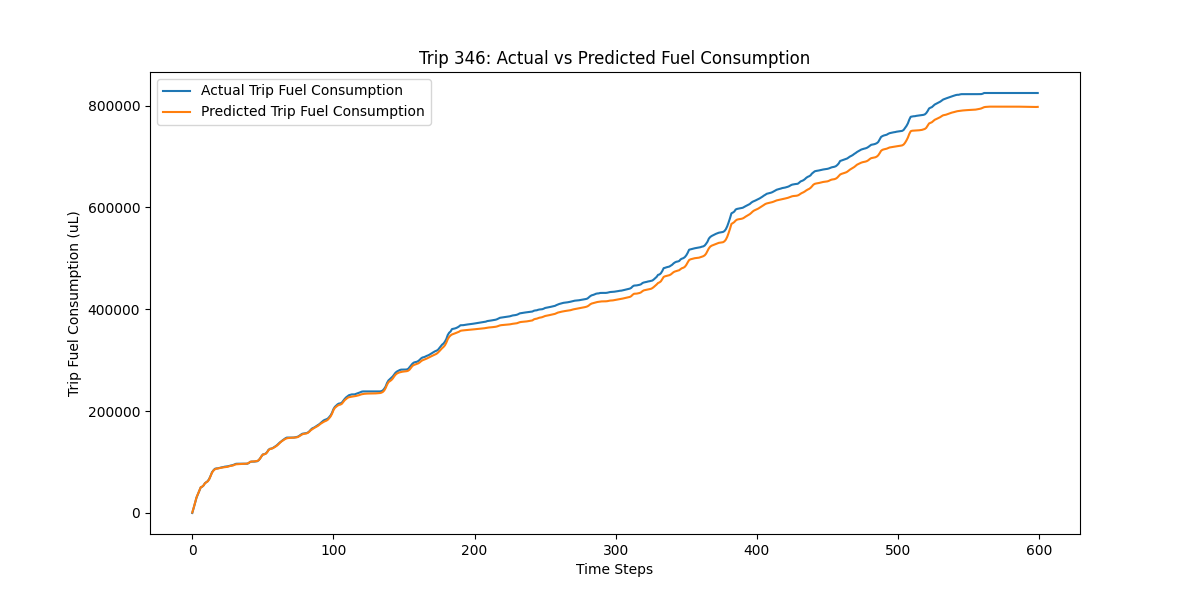 Trip 346: Actual vs Predicted Fuel Consumption
Actual Trip Fuel Consumption
Predicted Trip Fuel Consumption
Trip Fuel Consumption (uL)
800000
600000
400000
200000
0
0 100 200 300 400 500 600
Time Steps